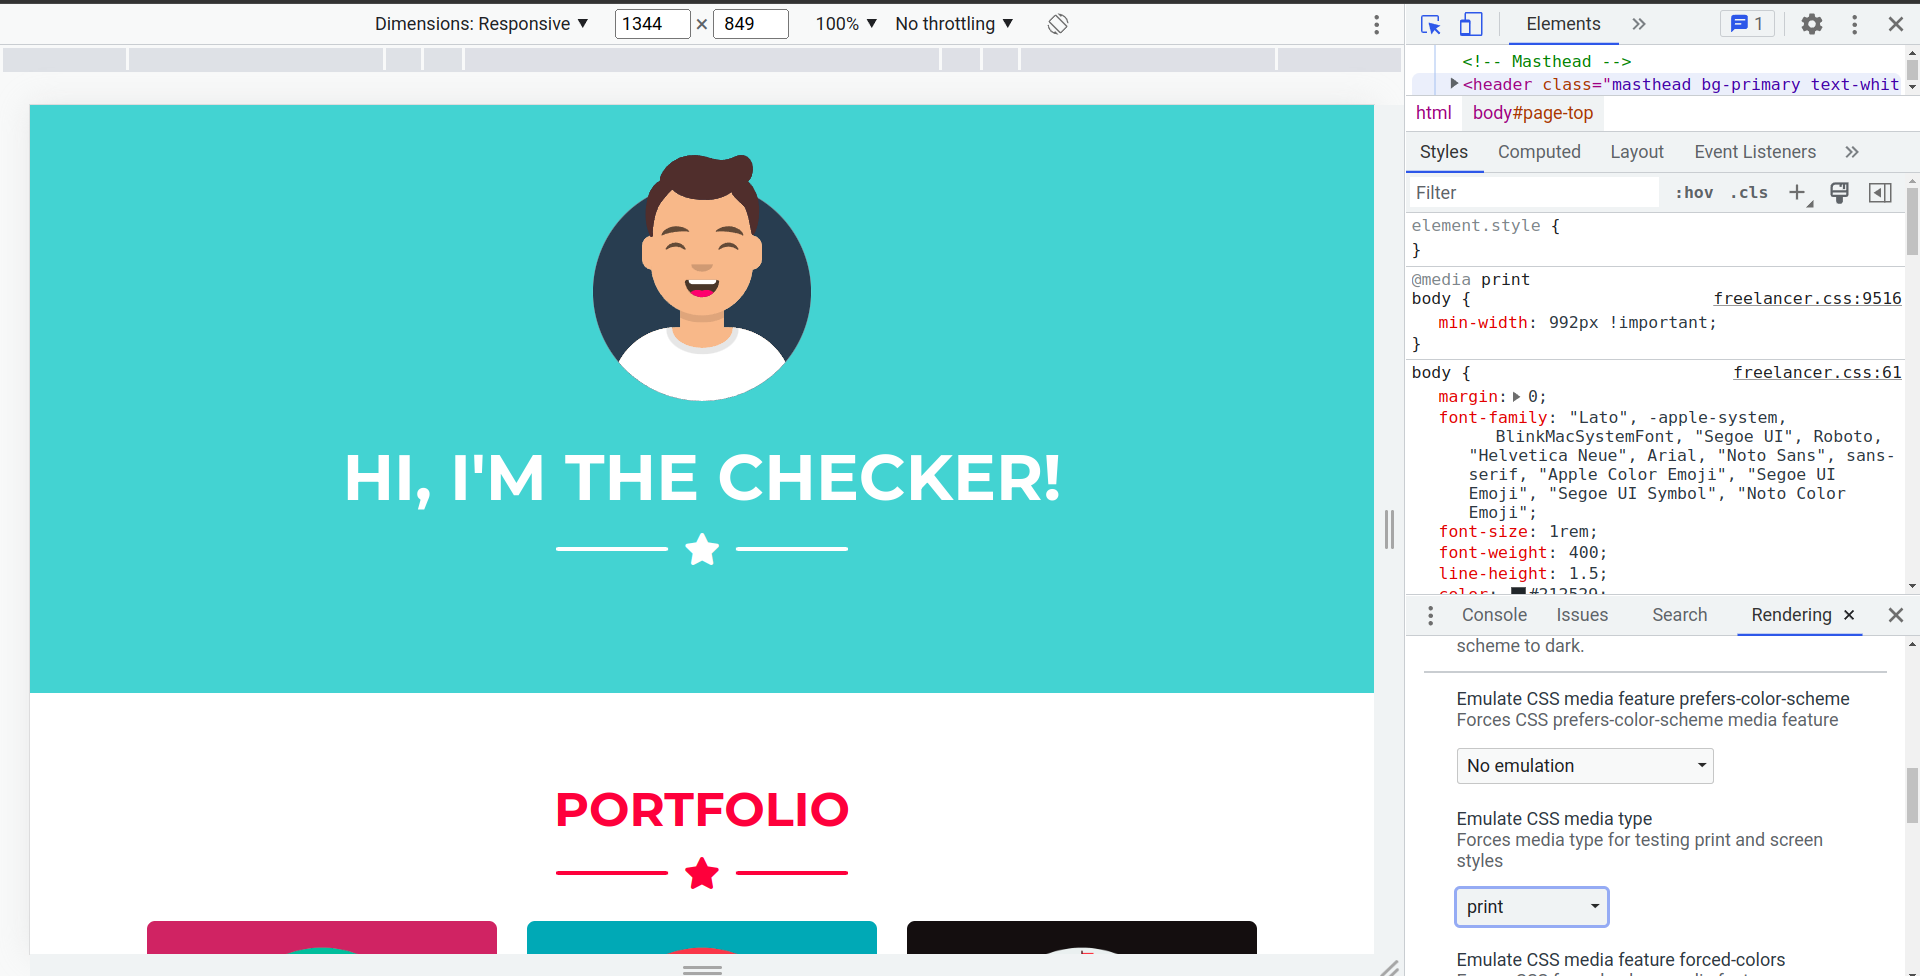 Dimensions: Responsive ▼ 1344 × 849 100% ▼ No throttling ▼
Elements » 1
<!-- Masthead -->
<header class="masthead bg-primary text-whit
html body#page-top
Styles Computed Layout Event Listeners »
Filter :hov .cls +
element.style {
}
@media print
body { freelancer.css:9516
min-width: 992px !important;
}
body { freelancer.css:61
margin: 0;
font-family: "Lato", -apple-system,
BlinkMacSystemFont, "Segoe UI", Roboto,
"Helvetica Neue", Arial, "Noto Sans", sans-
serif, "Apple Color Emoji", "Segoe UI
Emoji", "Segoe UI Symbol", "Noto Color
Emoji";
font-size: 1rem;
font-weight: 400;
line-height: 1.5;
color: #212529;
HI, I'M THE CHECKER!
PORTFOLIO
Console Issues Search Rendering ×
scheme to dark.
Emulate CSS media feature prefers-color-scheme
Forces CSS prefers-color-scheme media feature
No emulation
Emulate CSS media type
Forces media type for testing print and screen
styles
print
Emulate CSS media feature forced-colors